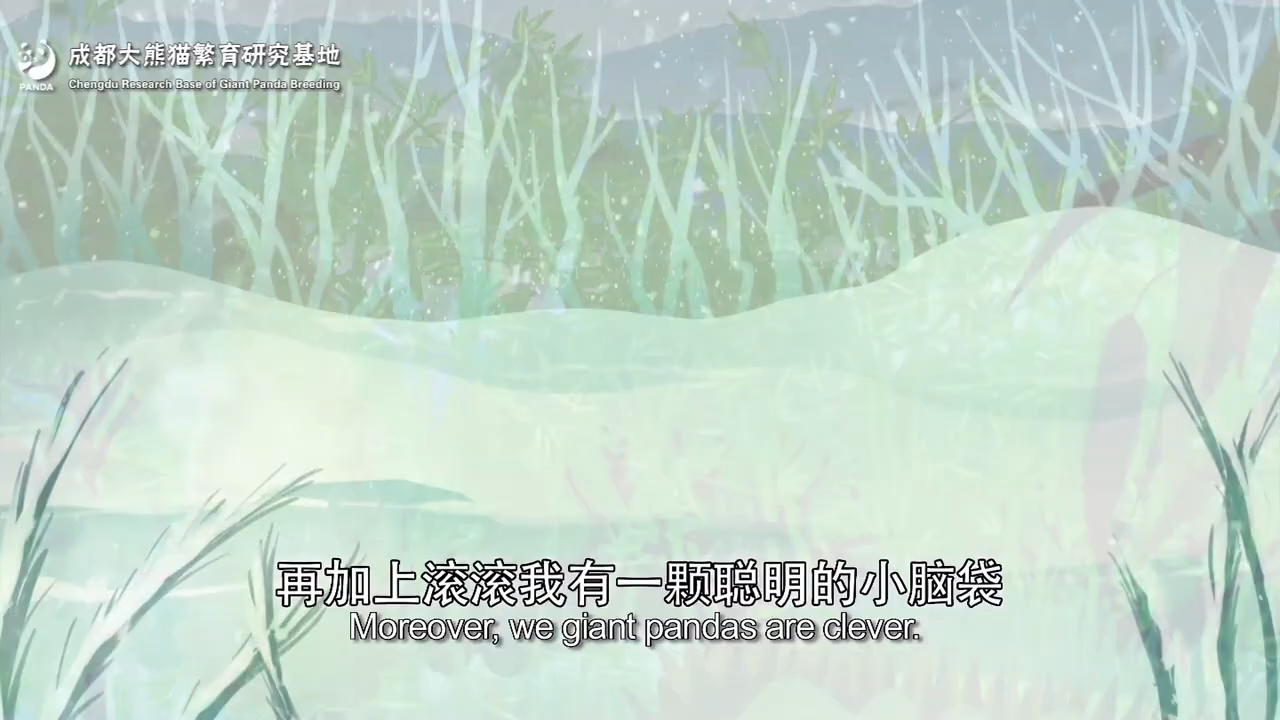 成都大熊猫繁育研究基地
Chengdu Research Base of Giant Panda Breeding
PANDA
再加上滚滚我有一颗聪明的小脑袋
Moreover, we giant pandas are clever.